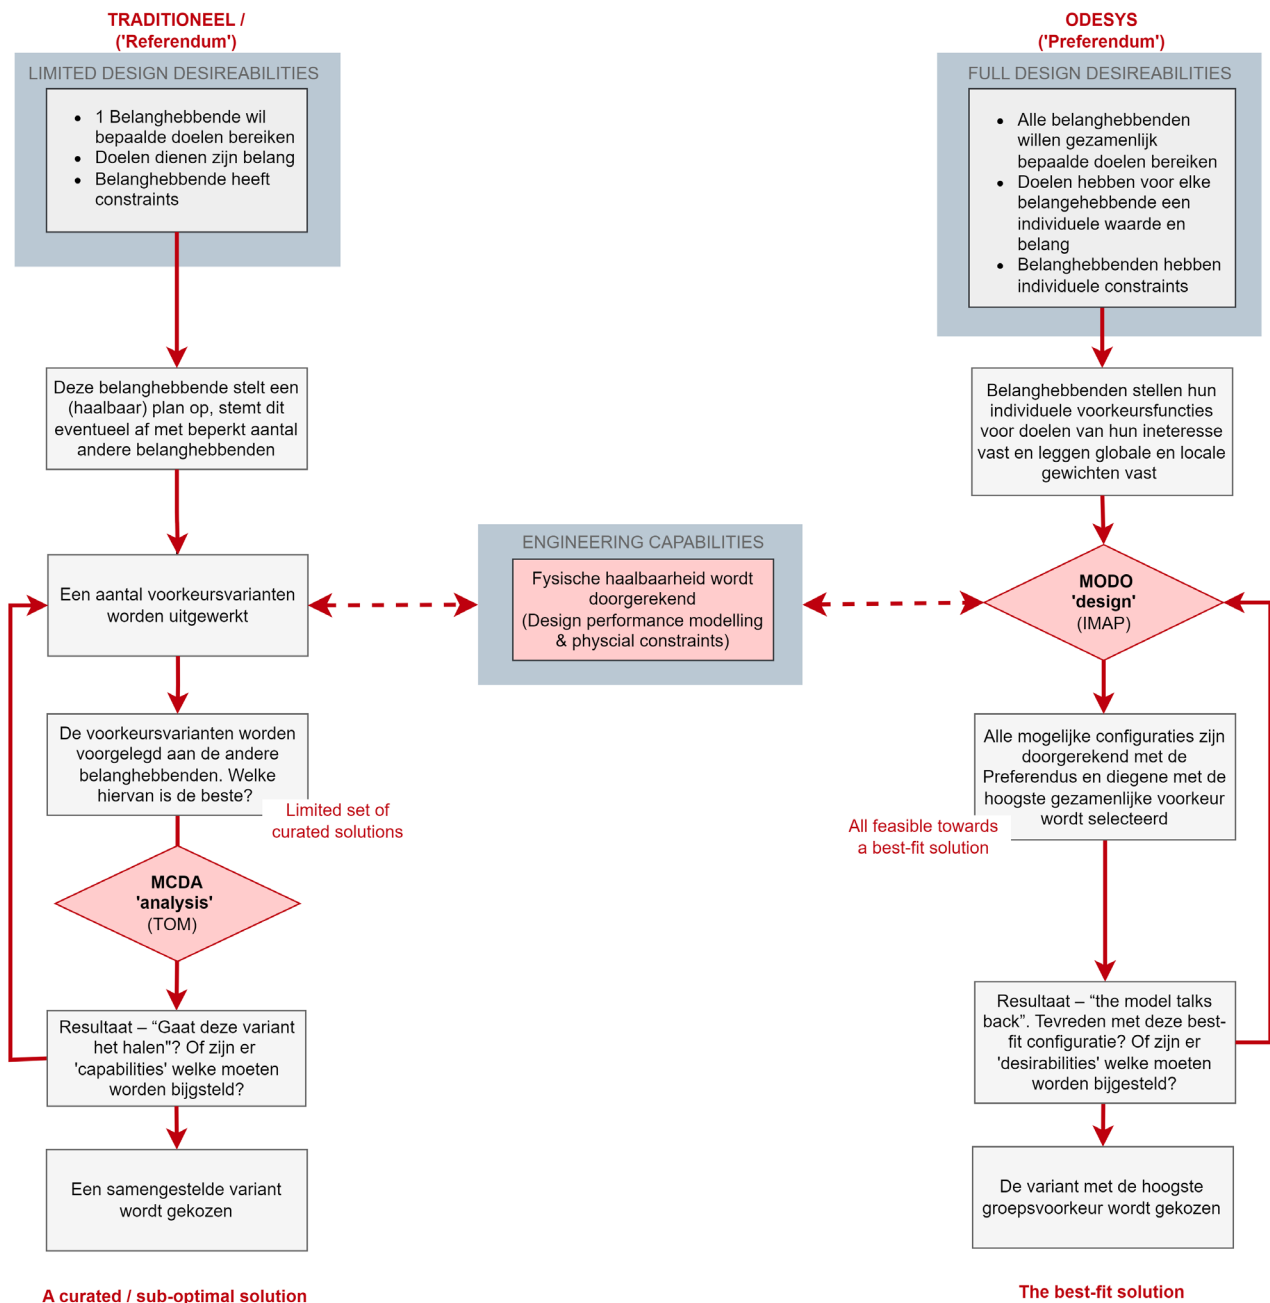 TRADITIONEEL /
('Referendum')
LIMITED DESIGN DESIREABILITIES
• 1 Belanghebbende wil
bepaalde doelen bereiken
• Doelen dienen zijn belang
• Belanghebbende heeft
constraints
Deze belanghebbende stelt een
(haalbaar) plan op, stemt dit
eventueel af met beperkt aantal
andere belanghebbenden
Een aantal voorkeursvarianten
worden uitgewerkt
De voorkeursvarianten worden
voorgelegd aan de andere
belanghebbenden. Welke
hiervan is de beste?
Limited set of
curated solutions
MCDA
'analysis'
(TOM)
Resultaat – “Gaat deze variant
het halen"? Of zijn er
'capabilities' welke moeten
worden bijgsteld?
Een samengestelde variant
wordt gekozen
A curated / sub-optimal solution
ENGINEERING CAPABILITIES
Fysische haalbaarheid wordt
doorgerekend
(Design performance modelling
& physcial constraints)
ODESYS
('Preferendum')
FULL DESIGN DESIREABILITIES
• Alle belanghebbenden
willen gezamenlijk
bepaalde doelen bereiken
• Doelen hebben voor elke
belangehebbende een
individuele waarde en
belang
• Belanghebbenden hebben
individuele constraints
Belanghebbenden stellen hun
individuele voorkeursfuncties
voor doelen van hun ineteresse
vast en leggen globale en locale
gewichten vast
MODO
'design'
(IMAP)
Alle mogelijke configuraties zijn
doorgerekend met de
Preferendus en diegene met de
hoogste gezamenlijke voorkeur
wordt selecteerd
All feasible towards
a best-fit solution
Resultaat – “the model talks
back”. Tevreden met deze best-
fit configuratie? Of zijn er
'desirabilities' welke moeten
worden bijgesteld?
De variant met de hoogste
groepsvoorkeur wordt gekozen
The best-fit solution